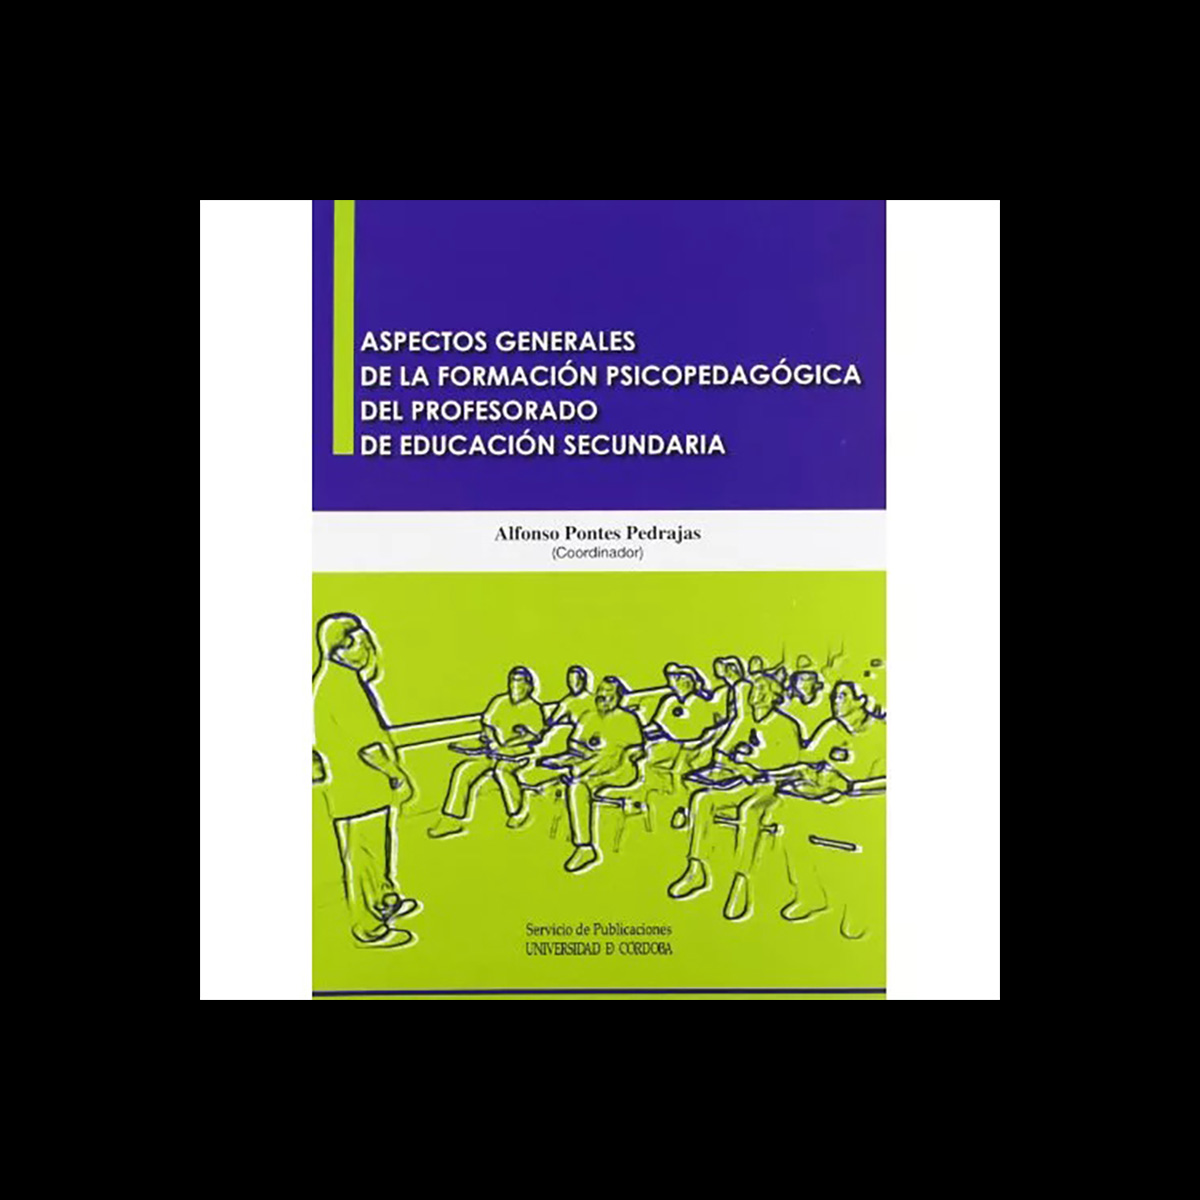 ASPECTOS GENERALES
DE LA FORMACIÓN PSICOPEDAGÓGICA
DEL PROFESORADO
DE EDUCACIÓN SECUNDARIA
Alfonso Pontes Pedrajas
(Coordinador)
Servicio de Publicaciones
UNIVERSIDAD DE CÓRDOBA